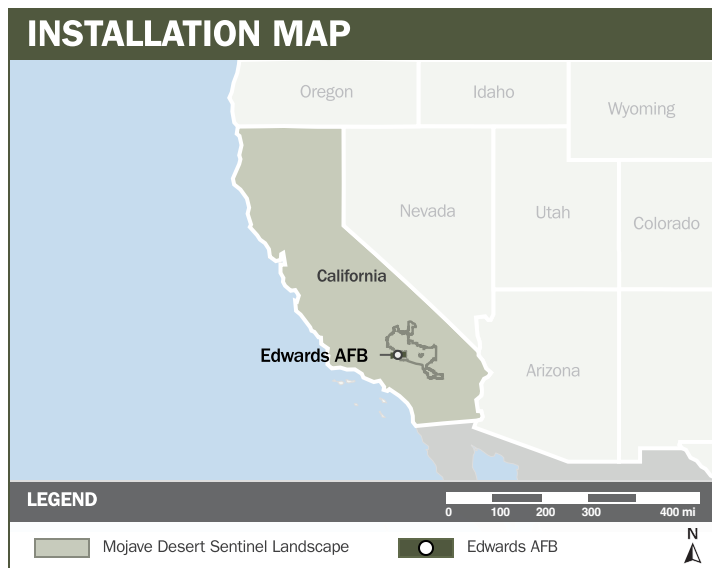 INSTALLATION MAP
Oregon
Idaho
Wyoming
Nevada
Utah
Colorado
California
Edwards AFB
Arizona
LEGEND
0 100 200 300 400 mi
Mojave Desert Sentinel Landscape
Edwards AFB
N